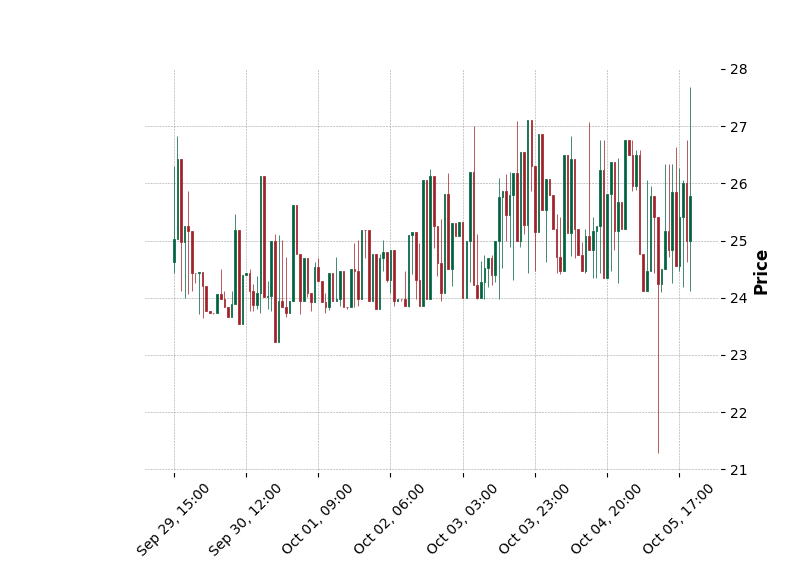 28
27
26
25
24
23
22
21
Price
Sep 29, 15:00
Sep 30, 12:00
Oct 01, 09:00
Oct 02, 06:00
Oct 03, 03:00
Oct 03, 23:00
Oct 04, 20:00
Oct 05, 17:00